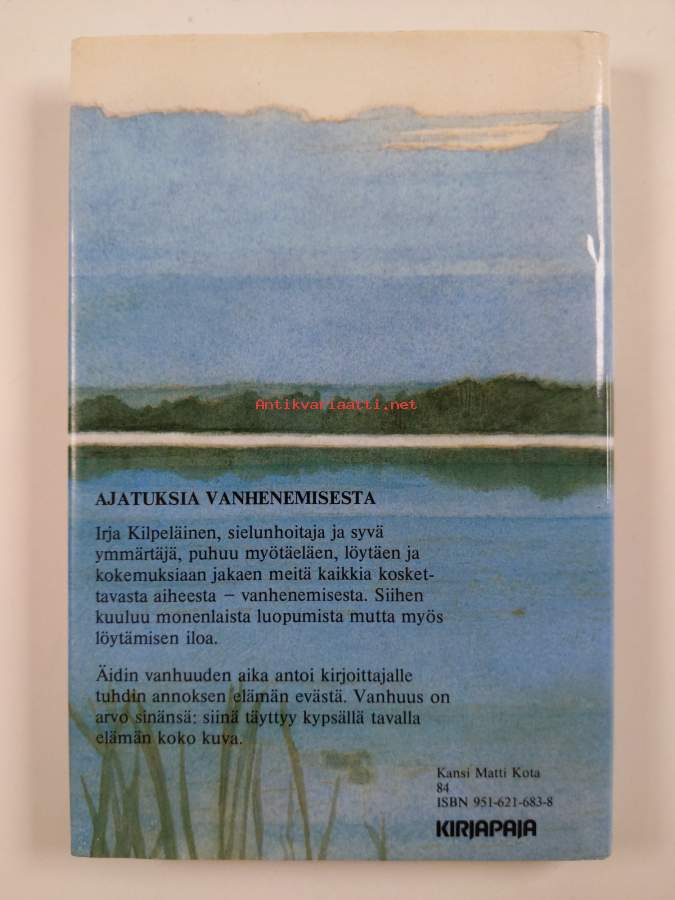 Antikvariaatti.net
AJATUKSIA VANHENEMISESTA
Irja Kilpeläinen, sielunhoitaja ja syvä
ymmärtäjä, puhuu myötäeläen, löytäen ja
kokemuksiaan jakaen meitä kaikkia kosket-
tavasta aiheesta – vanhenemisesta. Siihen
kuuluu monenlaista luopumista mutta myös
löytämisen iloa.
Äidin vanhuuden aika antoi kirjoittajalle
tuhdin annoksen elämän evästä. Vanhuus on
arvo sinänsä: siinä täyttyy kypsällä tavalla
elämän koko kuva.
Kansi Matti Kota
84
ISBN 951-621-683-8
KIRJAPAJA